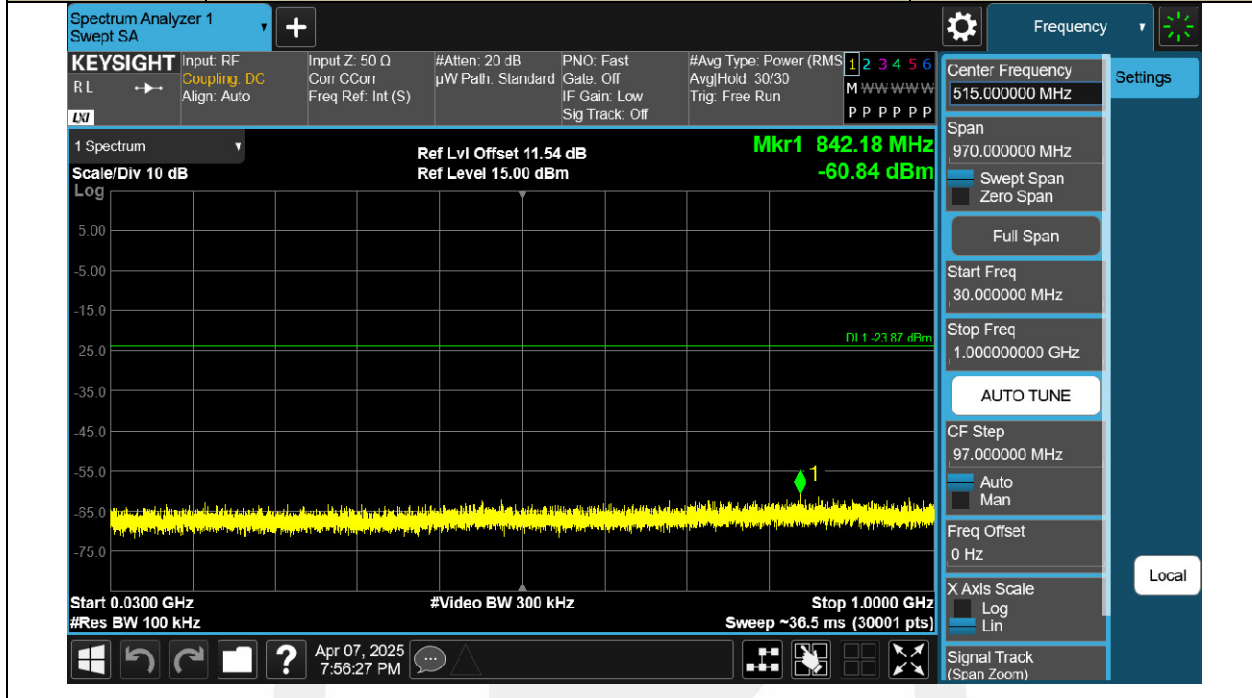 Spectrum Analyzer 1
Swept SA
Frequency
KEYSIGHT
Input: RF
Coupling: DC
Align: Auto
Input Z: 50 Ω
Corr CCorr
Freq Ref: Int (S)
#Atten: 20 dB
µW Path: Standard
PNO: Fast
Gate: Off
IF Gain: Low
Sig Track: Off
#Avg Type: Power (RMS
Avg|Hold: 30/30
Trig: Free Run
1 2 3 4 5 6
M W W W W W
P P P P P P
R L
LXI
1 Spectrum
Scale/Div 10 dB
Log
Ref Lvl Offset 11.54 dB
Ref Level 15.00 dBm
Mkr1 842.18 MHz
-60.84 dBm
5.00
-5.00
-15.0
DL1 -23.87 dBm
25.0
-35.0
-45.0
-55.0
1
-65.0
-75.0
Start 0.0300 GHz
#Res BW 100 kHz
#Video BW 300 kHz
Stop 1.0000 GHz
Sweep ~36.5 ms (30001 pts)
Apr 07, 2025
7:56:27 PM
Center Frequency
515.000000 MHz
Settings
Span
970.000000 MHz
Swept Span
Zero Span
Full Span
Start Freq
30.000000 MHz
Stop Freq
1.000000000 GHz
AUTO TUNE
CF Step
97.000000 MHz
Auto
Man
Freq Offset
0 Hz
Local
X Axis Scale
Log
Lin
Signal Track
(Span Zoom)